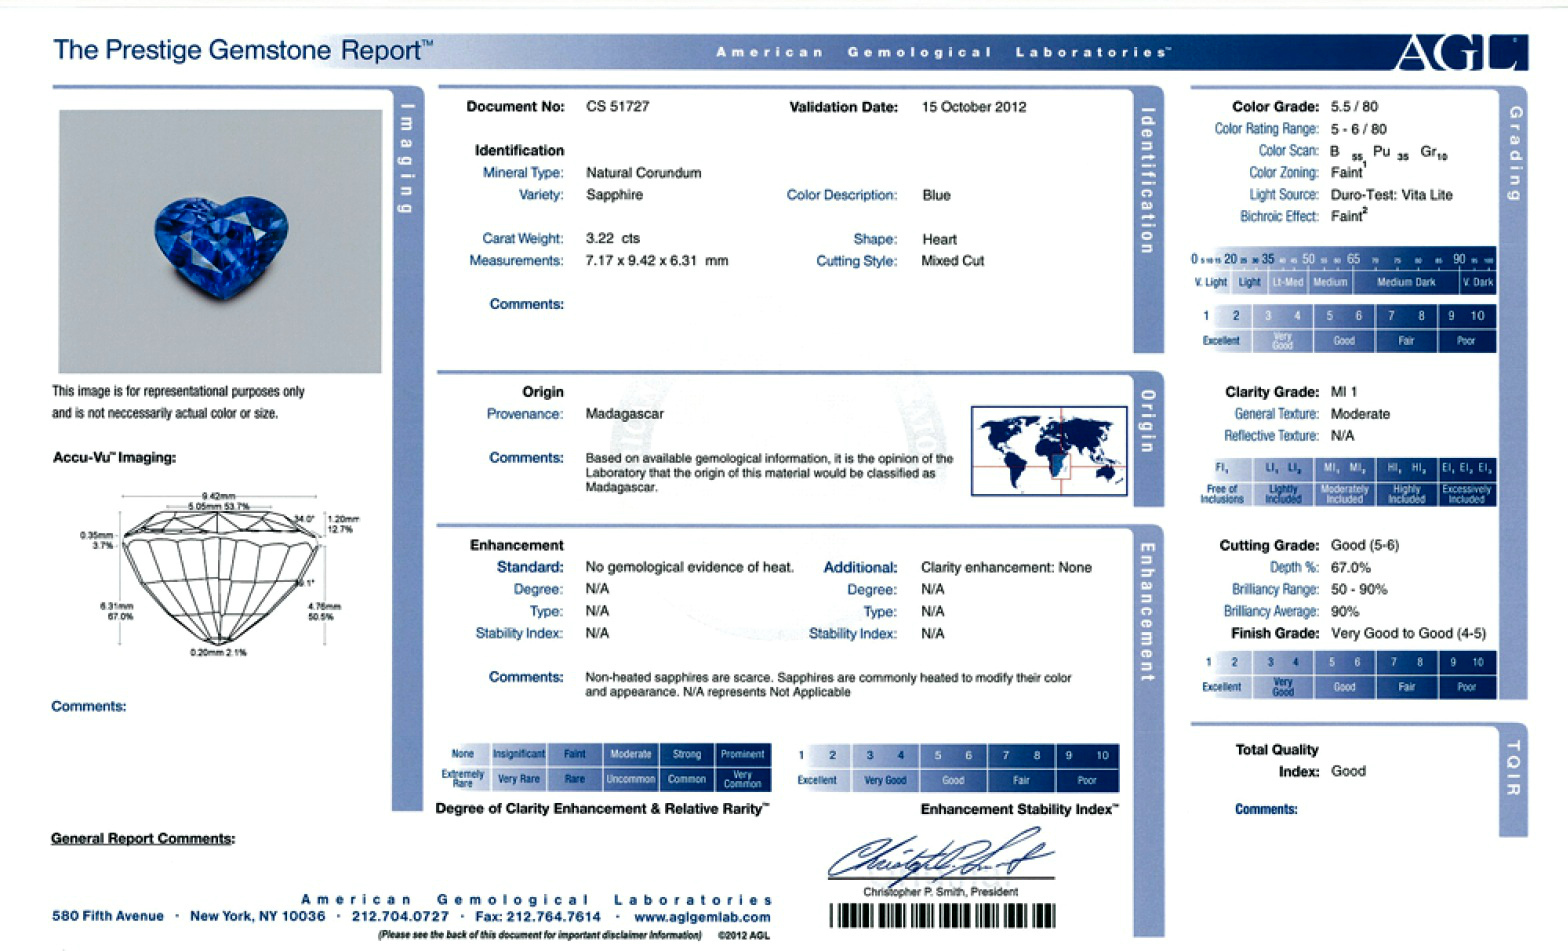 The Prestige Gemstone Report™
American Gemological Laboratories™
AGL
Imaging
This image is for representational purposes only
and is not neccessarily actual color or size.
Accu-Vu™ Imaging:
9.42mm
5.05mm 53.7%
34.0°
1.20mm
12.7%
0.35mm
3.7%
6.31mm
67.0%
4.76mm
50.5%
0.20mm 2.1%
Comments:
Identification
Document No: CS 51727 Validation Date: 15 October 2012
Identification
Mineral Type: Natural Corundum
Variety: Sapphire Color Description: Blue
Carat Weight: 3.22 cts Shape: Heart
Measurements: 7.17 x 9.42 x 6.31 mm Cutting Style: Mixed Cut
Comments:
Origin
Origin
Provenance: Madagascar
Comments: Based on available gemological information, it is the opinion of the
Laboratory that the origin of this material would be classified as
Madagascar.
Enhancement
Enhancement
Standard: No gemological evidence of heat. Additional: Clarity enhancement: None
Degree: N/A Degree: N/A
Type: N/A Type: N/A
Stability Index: N/A Stability Index: N/A
Comments: Non-heated sapphires are scarce. Sapphires are commonly heated to modify their color
and appearance. N/A represents Not Applicable
None Insignificant Faint Moderate Strong Prominent
Extremely Rare Very Rare Rare Uncommon Common Very Common
Degree of Clarity Enhancement & Relative Rarity™
1 2 3 4 5 6 7 8 9 10
Excellent Very Good Good Fair Poor
Enhancement Stability Index™
Grading
Color Grade: 5.5 / 80
Color Rating Range: 5 - 6 / 80
Color Scan: B 55 Pu 35 Gr10
Color Zoning: Faint1
Light Source: Duro-Test: Vita Lite
Bichroic Effect: Faint2
0 5 10 15 20 25 30 35 40 45 50 55 60 65 70 75 80 85 90 95 100
V. Light Light Lt-Med Medium Medium Dark V. Dark
1 2 3 4 5 6 7 8 9 10
Excellent Very Good Good Fair Poor
Clarity Grade: MI 1
General Texture: Moderate
Reflective Texture: N/A
FI, LI1 LI2 MI1 MI2 HI1 HI2 EI1 EI2 EI3
Free of Inclusions Lightly Included Moderately Included Highly Included Excessively Included
Cutting Grade: Good (5-6)
Depth %: 67.0%
Brilliancy Range: 50 - 90%
Brilliancy Average: 90%
Finish Grade: Very Good to Good (4-5)
1 2 3 4 5 6 7 8 9 10
Excellent Very Good Good Fair Poor
TQIR
Total Quality
Index: Good
Comments:
General Report Comments:
Christopher P. Smith, President
American Gemological Laboratories
580 Fifth Avenue · New York, NY 10036 · 212.704.0727 · Fax: 212.764.7614 · www.aglgemlab.com
(Please see the back of this document for important disclaimer information) ©2012 AGL